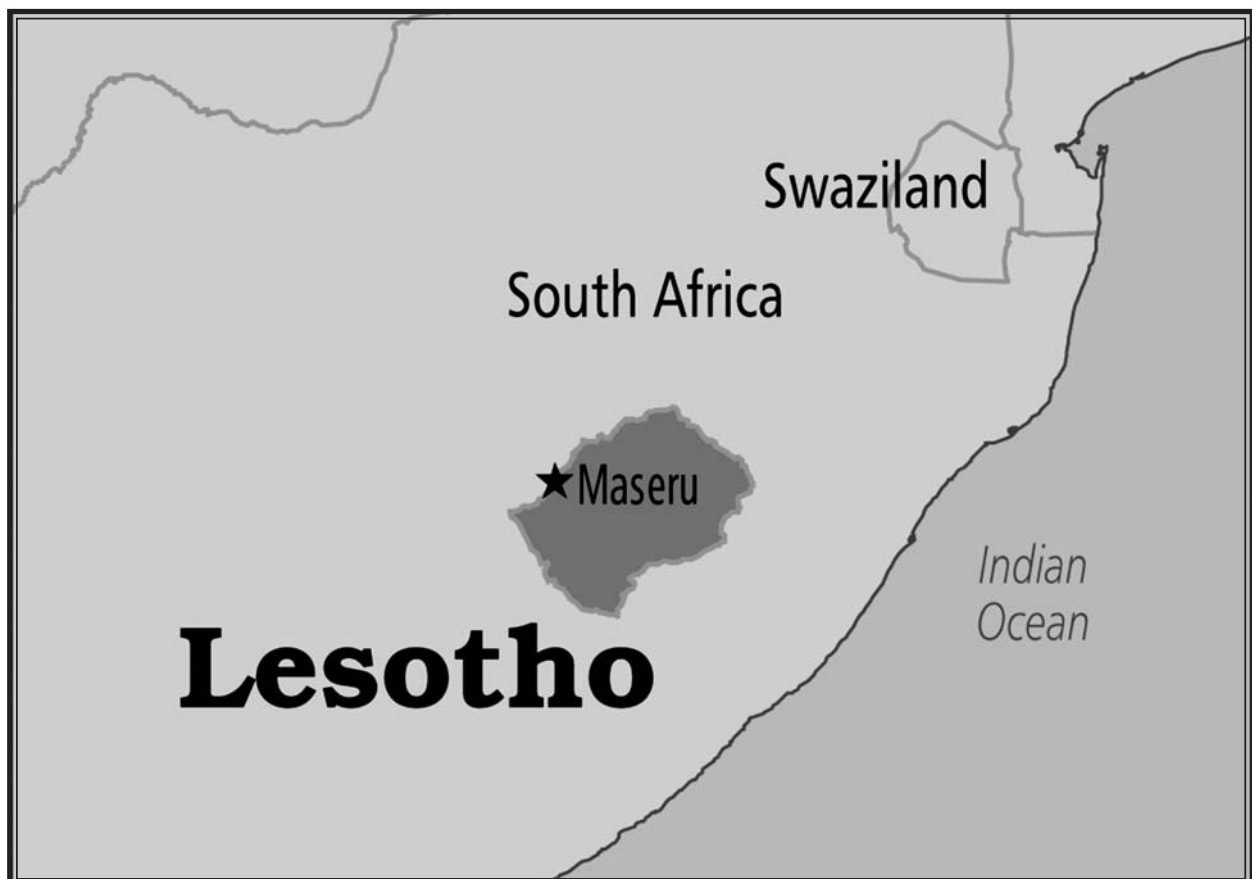 Swaziland
South Africa
Maseru
Lesotho
Indian
Ocean